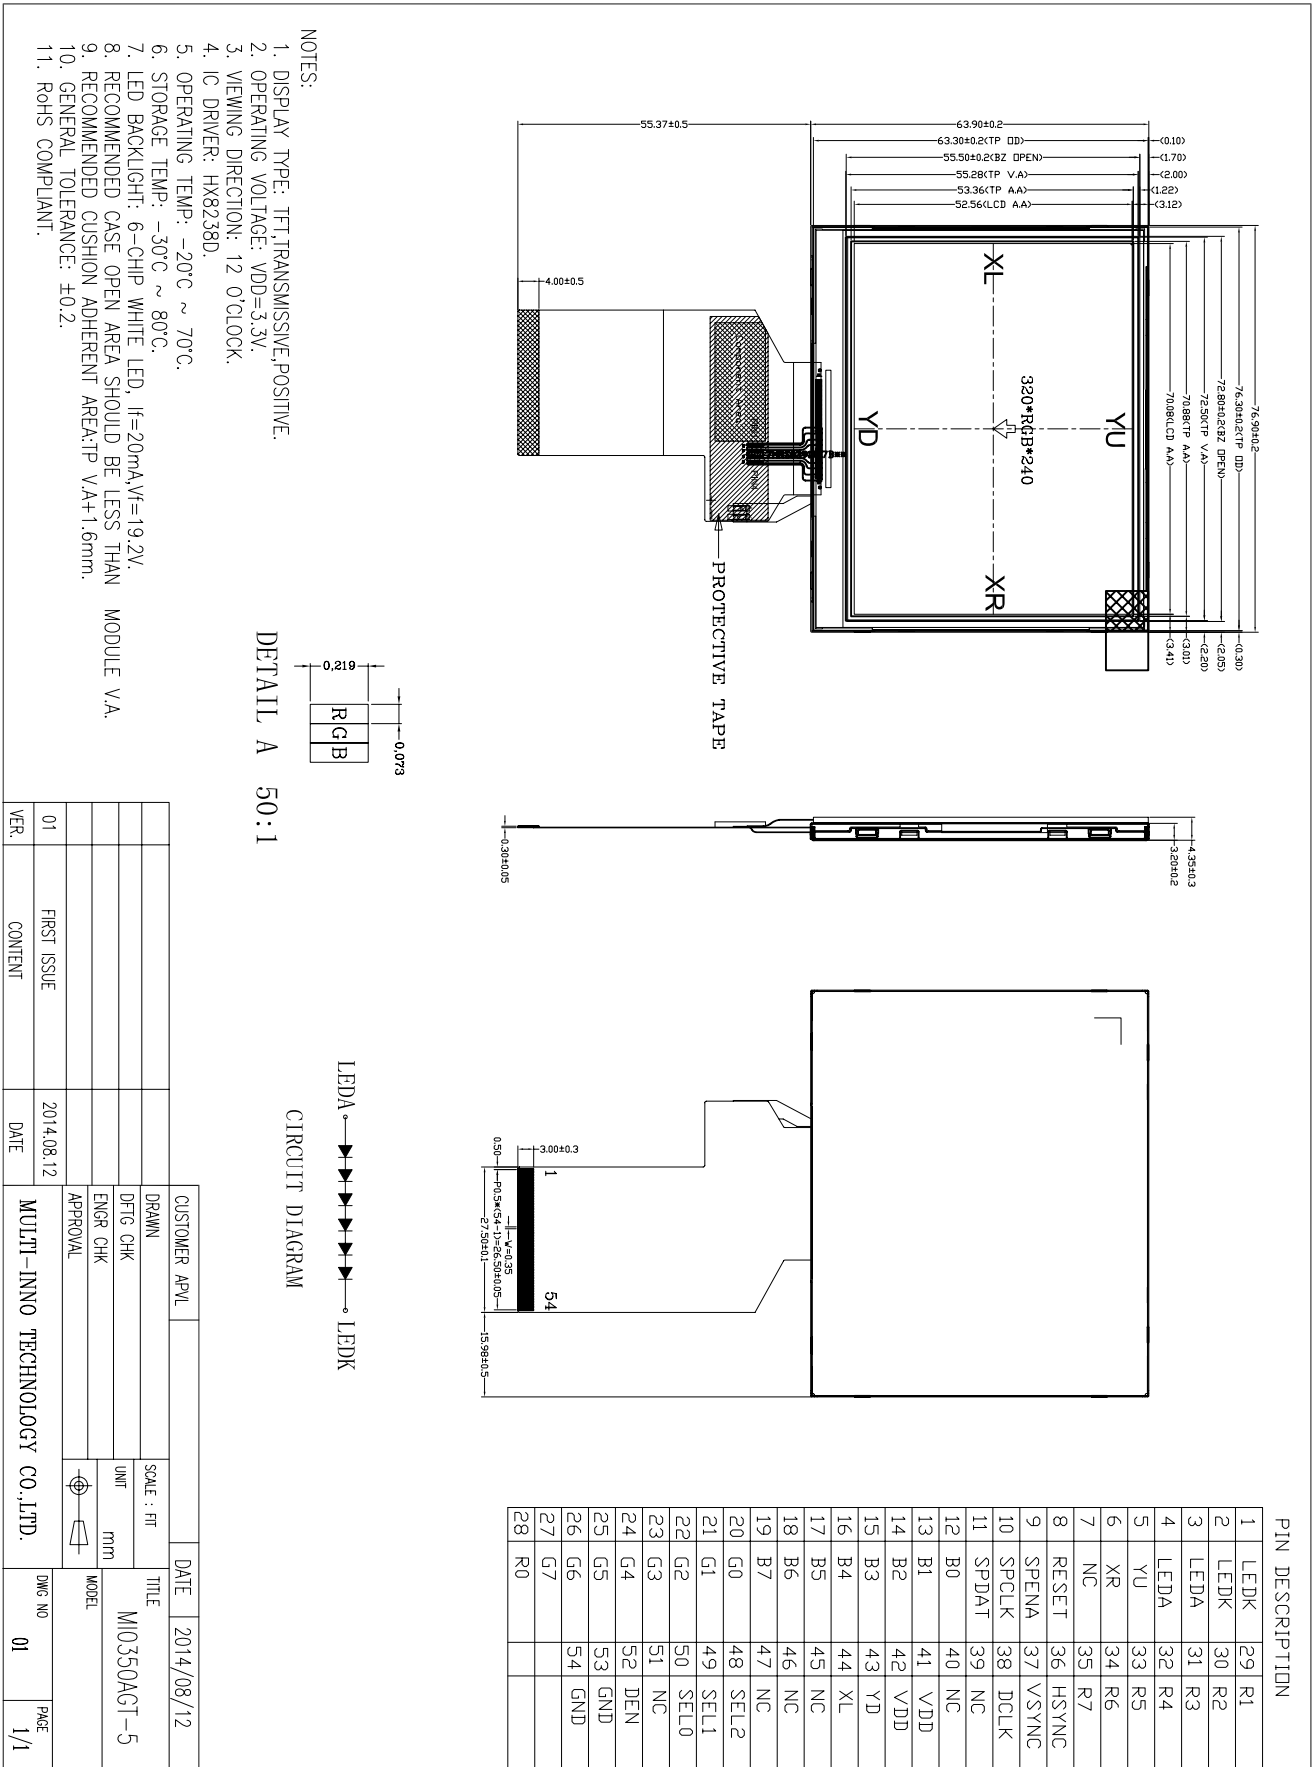 76.90±0.2
76.30±0.2(TP OD)
72.80±0.2(BZ OPEN)
72.50(TP V.A)
70.88(TP A.A)
70.08(LCD A.A)
(0.30)
(2.05)
(2.20)
(3.01)
(3.41)
(0.10)
(1.70)
(2.00)
(1.22)
(3.12)
63.90±0.2
63.30±0.2(TP OD)
55.50±0.2(BZ OPEN)
55.28(TP V.A)
53.36(TP A.A)
52.56(LCD A.A)
55.37±0.5
4.00±0.5
YU
XL
XR
YD
320*RGB*240
PROTECTIVE TAPE
4.35±0.3
3.20±0.2
0.30±0.05
3.00±0.3
1
54
0.50
W=0.35
P0.5*(54-1)=26.50±0.05
27.50±0.1
15.98±0.5
PIN DESCRIPTION
1 LEDK 29 R1
2 LEDK 30 R2
3 LEDA 31 R3
4 LEDA 32 R4
5 YU 33 R5
6 XR 34 R6
7 NC 35 R7
8 RESET 36 HSYNC
9 SPENA 37 VSYNC
10 SPCLK 38 DCLK
11 SPDAT 39 NC
12 B0 40 NC
13 B1 41 VDD
14 B2 42 VDD
15 B3 43 YD
16 B4 44 XL
17 B5 45 NC
18 B6 46 NC
19 B7 47 NC
20 G0 48 SEL2
21 G1 49 SEL1
22 G2 50 SEL0
23 G3 51 NC
24 G4 52 DEN
25 G5 53 GND
26 G6 54 GND
27 G7
28 R0
0.073
0.219
R G B
DETAIL A 50:1
LEDA
LEDK
CIRCUIT DIAGRAM
NOTES:
1. DISPLAY TYPE: TFT,TRANSMISSIVE,POSITIVE.
2. OPERATING VOLTAGE: VDD=3.3V.
3. VIEWING DIRECTION: 12 O'CLOCK.
4. IC DRIVER: HX8238D.
5. OPERATING TEMP: -20°C ~ 70°C.
6. STORAGE TEMP: -30°C ~ 80°C.
7. LED BACKLIGHT: 6-CHIP WHITE LED, If=20mA,Vf=19.2V.
8. RECOMMENDED CASE OPEN AREA SHOULD BE LESS THAN MODULE V.A.
9. RECOMMENDED CUSHION ADHERENT AREA:TP V.A+1.6mm.
10. GENERAL TOLERANCE: ±0.2.
11. RoHS COMPLIANT.
01 FIRST ISSUE 2014.08.12
VER. CONTENT DATE
CUSTOMER APVL
DATE 2014/08/12
DRAWN
DFTG CHK
ENGR CHK
APPROVAL
SCALE : FIT
UNIT mm
TITLE
MI0350AGT-5
MODEL
MULTI-INNO TECHNOLOGY CO.,LTD.
DWG NO 01
PAGE 1/1